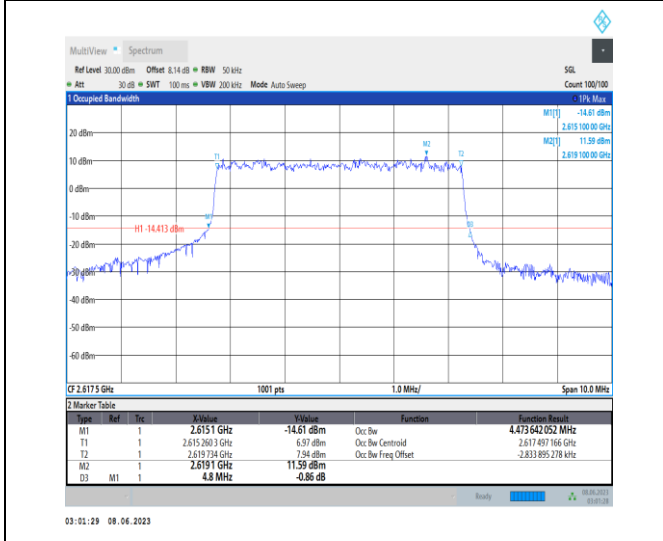 MultiView Spectrum
Ref Level 30.00 dBm Offset 8.14 dB RBW 50 kHz SGL
Att 30 dB SWT 100 ms VBW 200 kHz Mode Auto Sweep Count 100/100
1 Occupied Bandwidth 1Pk Max
M1[1] -14.61 dBm
2.615 100 00 GHz
M2[1] 11.59 dBm
2.619 100 00 GHz
20 dBm
M2
T1
T2
10 dBm
0 dBm
-10 dBm
M1
H1 -14.413 dBm
-20 dBm
-30 dBm
-40 dBm
-50 dBm
-60 dBm
CF 2.617 5 GHz 1001 pts 1.0 MHz/ Span 10.0 MHz
2 Marker Table
Type Ref Trc X-Value Y-Value Function Function Result
M1 1 2.615 1 GHz -14.61 dBm Occ Bw 4.473 642 052 MHz
T1 1 2.615 260 3 GHz 6.97 dBm Occ Bw Centroid 2.617 497 166 GHz
T2 1 2.619 734 GHz 7.94 dBm Occ Bw Freq Offset -2.833 895 278 kHz
M2 1 2.619 1 GHz 11.59 dBm
D3 M1 1 4.8 MHz -0.86 dB
Ready 08.06.2023
03:01:28
03:01:29 08.06.2023